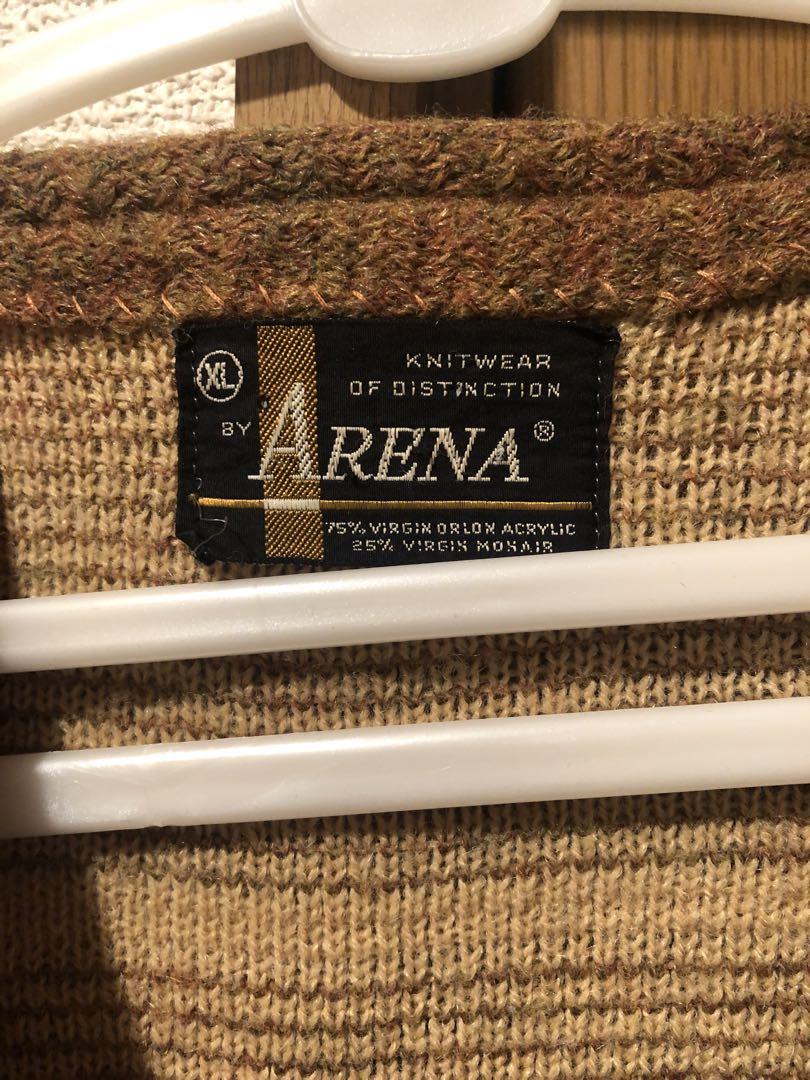 XL
KNITWEAR
OF DISTINCTION
BY ARENA®
75% VIRGIN ORLON ACRYLIC
25% VIRGIN MOHAIR